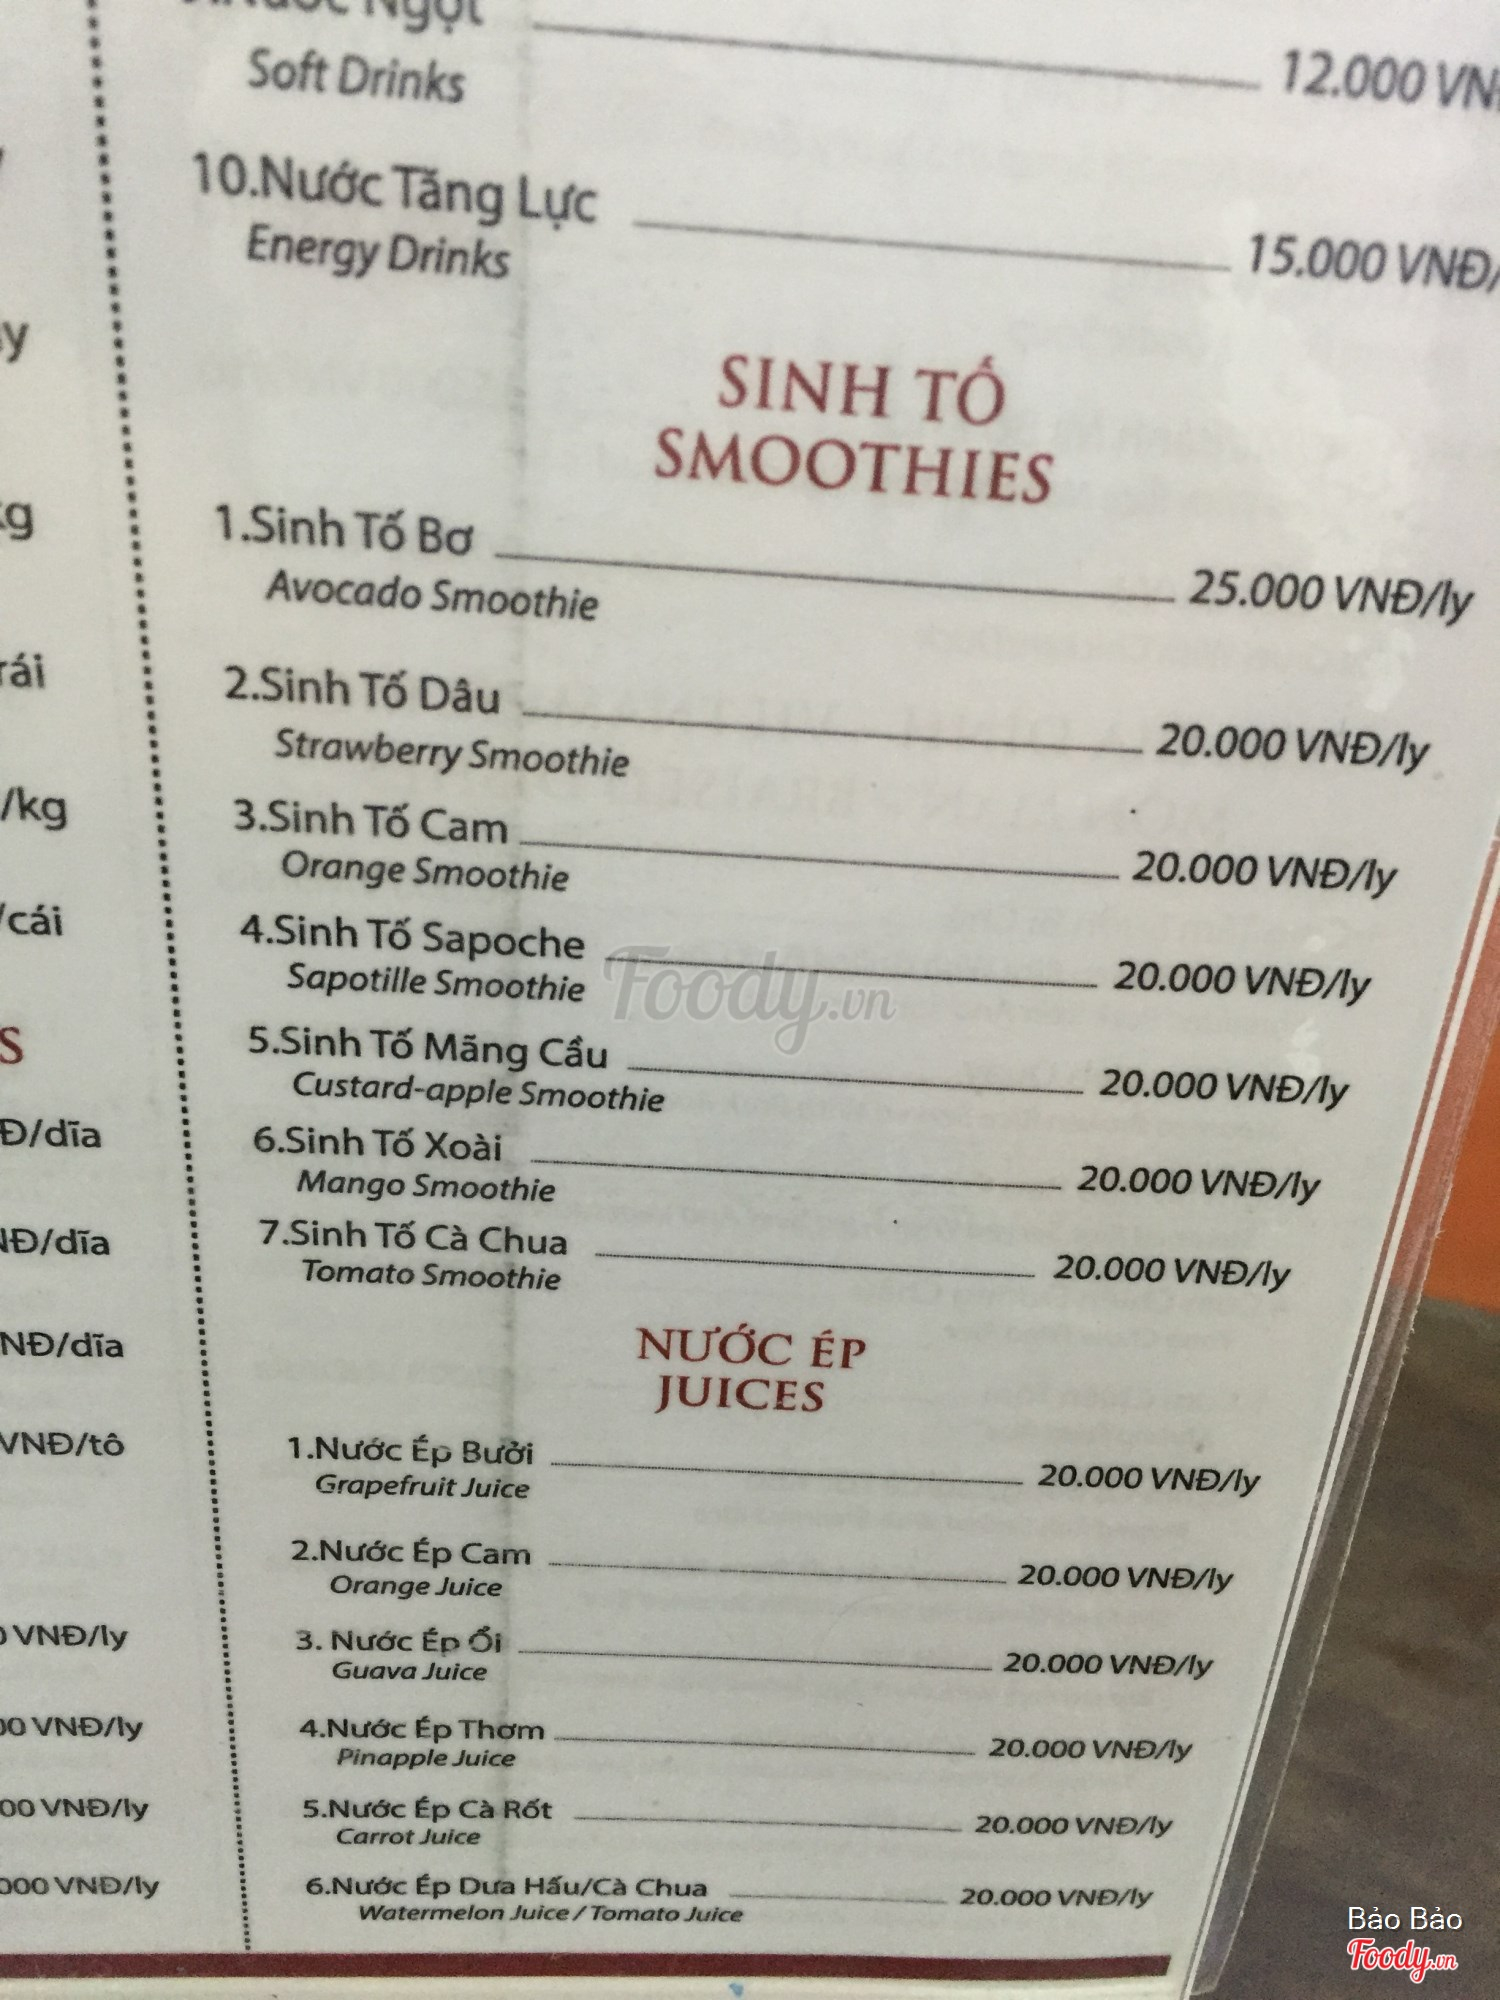 Nước Ngọt
Soft Drinks
12.000 VNĐ
10.Nước Tăng Lực
15.000 VNĐ/
Energy Drinks
SINH TỐ
SMOOTHIES
1.Sinh Tố Bơ
25.000 VNĐ/ly
Avocado Smoothie
2.Sinh Tố Dâu
20.000 VNĐ/ly
Strawberry Smoothie
3.Sinh Tố Cam
20.000 VNĐ/ly
Orange Smoothie
4.Sinh Tố Sapoche
20.000 VNĐ/ly
Sapotille Smoothie
5.Sinh Tố Mãng Cầu
20.000 VNĐ/ly
Custard-apple Smoothie
6.Sinh Tố Xoài
20.000 VNĐ/ly
Mango Smoothie
7.Sinh Tố Cà Chua
20.000 VNĐ/ly
Tomato Smoothie
NƯỚC ÉP
JUICES
1.Nước Ép Bưởi
20.000 VNĐ/ly
Grapefruit Juice
2.Nước Ép Cam
20.000 VNĐ/ly
Orange Juice
3. Nước Ép Ổi
20.000 VNĐ/ly
Guava Juice
4.Nước Ép Thơm
20.000 VNĐ/ly
Pinapple Juice
5.Nước Ép Cà Rốt
20.000 VNĐ/ly
Carrot Juice
6.Nước Ép Dưa Hấu/Cà Chua
20.000 VNĐ/ly
Watermelon Juice / Tomato Juice
/kg
/cái
S
Đ/dĩa
NĐ/dĩa
VNĐ/dĩa
VNĐ/tô
0 VNĐ/ly
00 VNĐ/ly
000 VNĐ/ly
.000 VNĐ/ly
Foody.vn
Bảo Bảo
Foody.vn